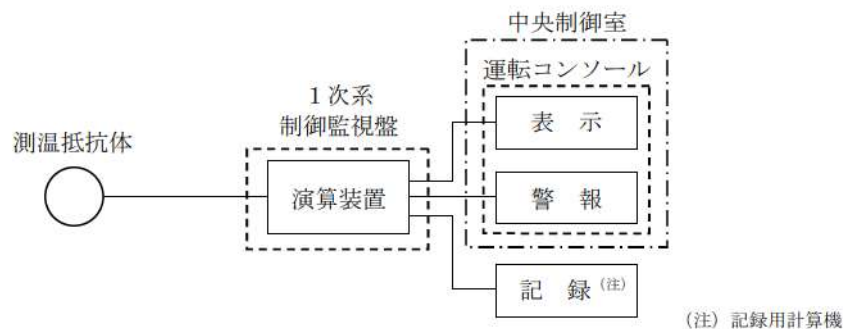 中央制御室
運転コンソール
1次系
制御監視盤
測温抵抗体
表 示
演算装置
警 報
記 録 (注)
(注) 記録用計算機